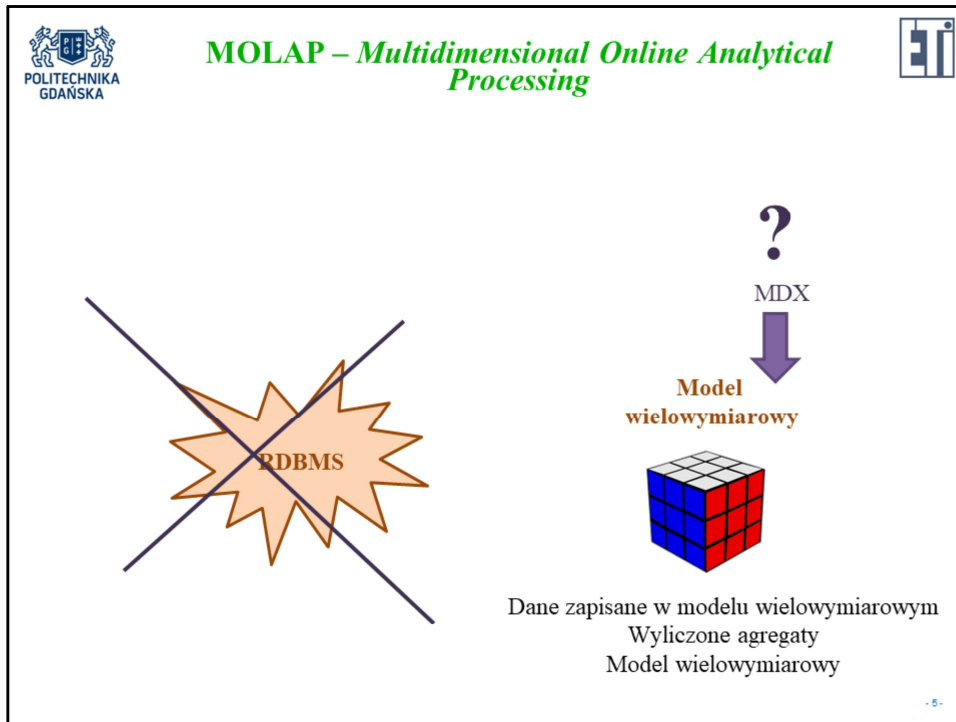 POLITECHNIKA
GDAŃSKA
MOLAP – Multidimensional Online Analytical
Processing
ETI
?
MDX
Model
wielowymiarowy
RDBMS
Dane zapisane w modelu wielowymiarowym
Wyliczone agregaty
Model wielowymiarowy
- 5 -